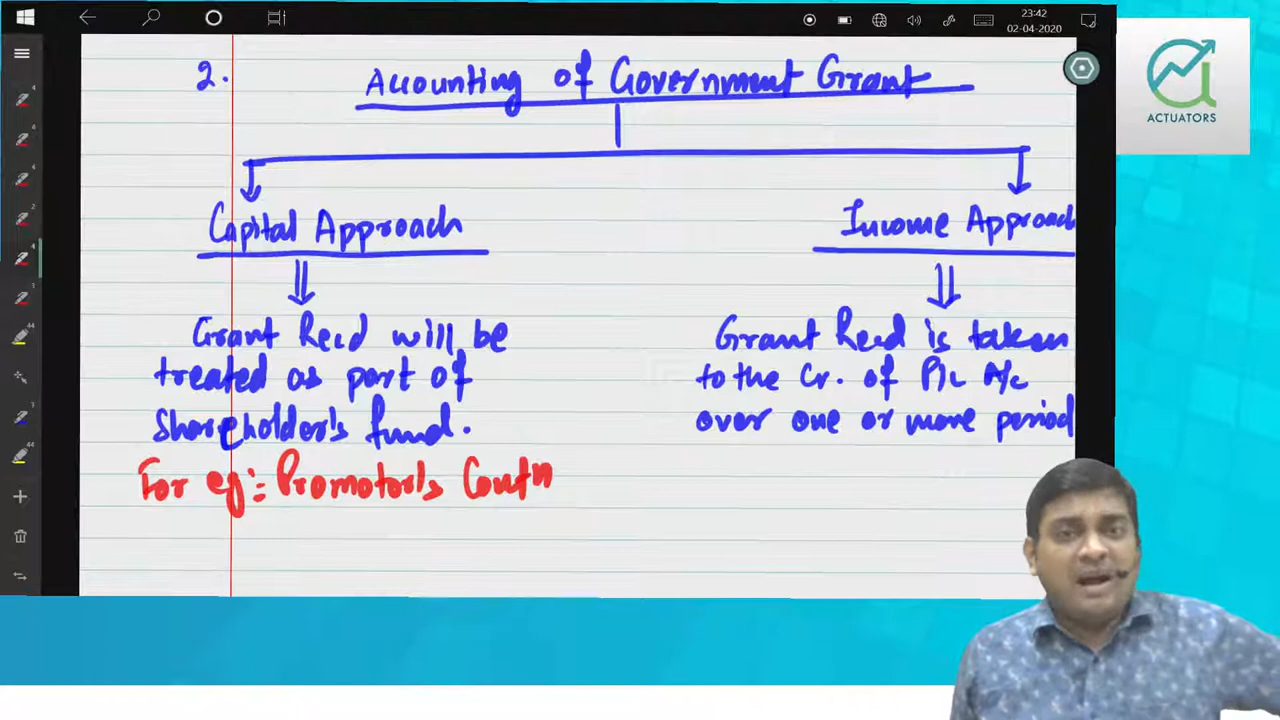 23:42
02-04-2020
ACTUATORS
2. Accounting of Government Grant
Capital Approach
Grant Recd will be
treated as part of
Shareholder's fund.
For eg:- Promotor's Contn
Income Approach
Grant Recd is taken
to the Cr. of P/L A/c
over one or more period